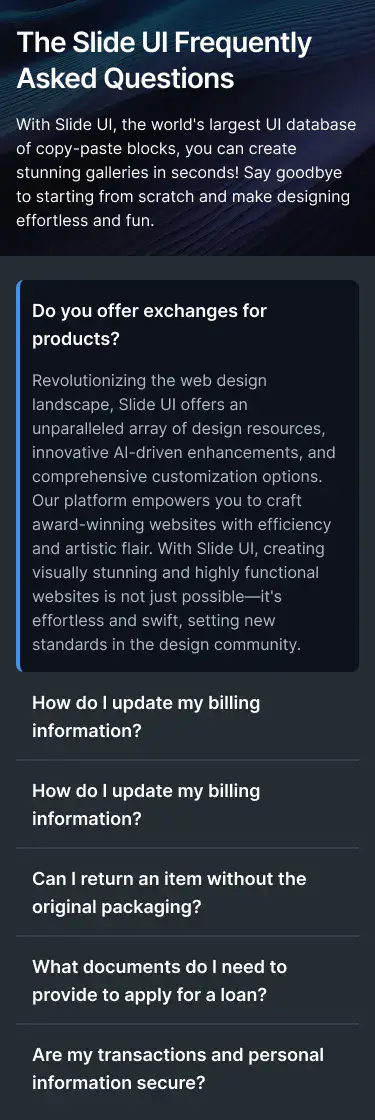 The Slide UI Frequently
Asked Questions
With Slide UI, the world's largest UI database
of copy-paste blocks, you can create
stunning galleries in seconds! Say goodbye
to starting from scratch and make designing
effortless and fun.
Do you offer exchanges for
products?
Revolutionizing the web design
landscape, Slide UI offers an
unparalleled array of design resources,
innovative AI-driven enhancements, and
comprehensive customization options.
Our platform empowers you to craft
award-winning websites with efficiency
and artistic flair. With Slide UI, creating
visually stunning and highly functional
websites is not just possible—it's
effortless and swift, setting new
standards in the design community.
How do I update my billing
information?
How do I update my billing
information?
Can I return an item without the
original packaging?
What documents do I need to
provide to apply for a loan?
Are my transactions and personal
information secure?